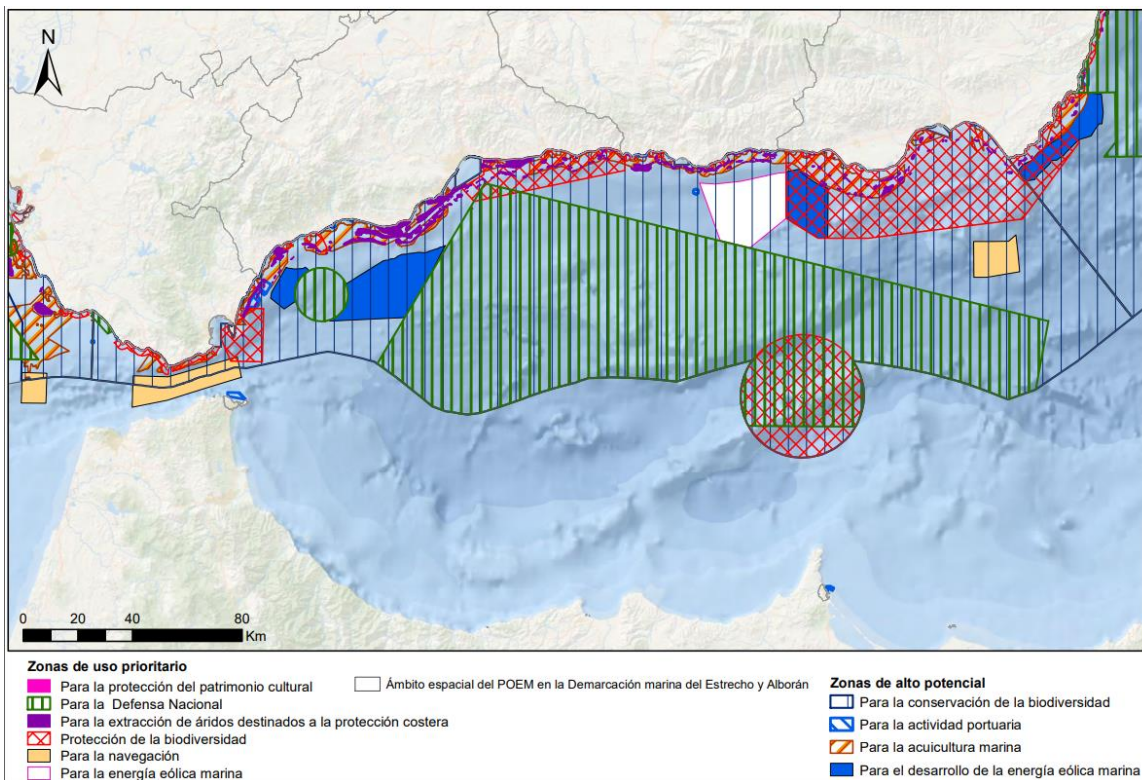 N
0 20 40 80
Km
Zonas de uso prioritario
Para la protección del patrimonio cultural
Para la Defensa Nacional
Para la extracción de áridos destinados a la protección costera
Protección de la biodiversidad
Para la navegación
Para la energía eólica marina
Ámbito espacial del POEM en la Demarcación marina del Estrecho y Alborán
Zonas de alto potencial
Para la conservación de la biodiversidad
Para la actividad portuaria
Para la acuicultura marina
Para el desarrollo de la energía eólica marina